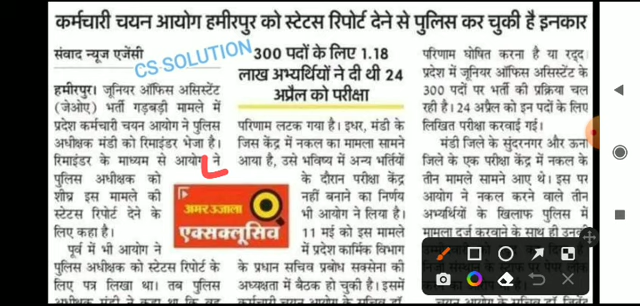 कर्मचारी चयन आयोग हमीरपुर को स्टेटस रिपोर्ट देने से पुलिस कर चुकी है इनकार
संवाद न्यूज एजेंसी
CS SOLUTION
हमीरपुर। जूनियर ऑफिस असिस्टेंट
(जेओए) भर्ती गड़बड़ी मामले में
प्रदेश कर्मचारी चयन आयोग ने पुलिस
अधीक्षक मंडी को रिमाइंडर भेजा है।
रिमाइंडर के माध्यम से आयोग ने
पुलिस अधीक्षक को
शीघ्र इस मामले की
स्टेटस रिपोर्ट देने के
लिए कहा है।
पूर्व में भी आयोग ने
पुलिस अधीक्षक को स्टेटस रिपोर्ट के
लिए पत्र लिखा था। तब पुलिस
300 पदों के लिए 1.18
लाख अभ्यर्थियों ने दी थी 24
अप्रैल को परीक्षा
परिणाम लटक गया है। इधर, मंडी के
जिस केंद्र में नकल का मामला सामने
आया है, उसे भविष्य में अन्य भर्तियों
के दौरान परीक्षा केंद्र
नहीं बनाने का निर्णय
भी आयोग ने लिया है।
11 मई को इस मामले
में प्रदेश कार्मिक विभाग
के प्रधान सचिव प्रबोध सक्सेना की
अध्यक्षता में बैठक हो चुकी है। इसमें
अमर उजाला
एक्सक्लूसिव
परिणाम घोषित करना है या रद्द।
प्रदेश में जूनियर ऑफिस असिस्टेंट के
300 पदों पर भर्ती की प्रक्रिया चल
रही है। 24 अप्रैल को इन पदों के लिए
लिखित परीक्षा करवाई गई।
मंडी जिले के सुंदरनगर और ऊना
जिले के एक परीक्षा केंद्र में नकल के
तीन मामले सामने आए थे। इस पर
आयोग ने नकल करने वाले तीन
अभ्यर्थियों के खिलाफ पुलिस में
मामला दर्ज करवाने के साथ ही